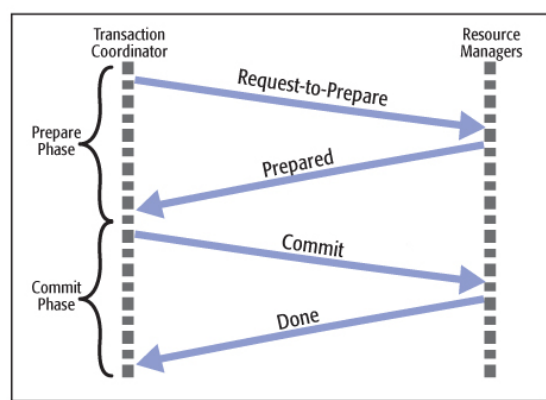 Transaction
Coordinator
Resource
Managers
Request-to-Prepare
Prepare
Phase
Prepared
Commit
Commit
Phase
Done